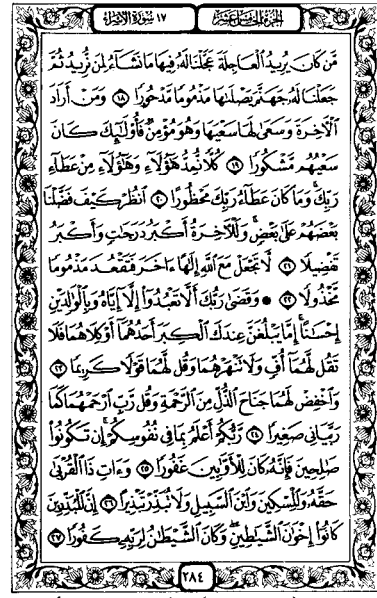 الجزء الخامس عشر
١٧ سورة الإسراء
مَّن كَانَ يُرِيدُ ٱلْعَاجِلَةَ عَجَّلْنَا لَهُۥ فِيهَا مَا نَشَآءُ لِمَن نُّرِيدُ ثُمَّ
جَعَلْنَا لَهُۥ جَهَنَّمَ يَصْلَىٰهَا مَذْمُومًا مَّدْحُورًا ١٨ وَمَنْ أَرَادَ
ٱلْأَخِرَةَ وَسَعَىٰ لَهَا سَعْيَهَا وَهُوَ مُؤْمِنٌ فَأُو۟لَٰٓئِكَ كَانَ
سَعْيُهُم مَّشْكُورًا ١٩ كُلًّا نُّمِدُّ هَٰٓؤُلَآءِ وَهَٰٓؤُلَآءِ مِنْ عَطَآءِ
رَبِّكَ ۚ وَمَا كَانَ عَطَآءُ رَبِّكَ مَحْظُورًا ٢٠ ٱنظُرْ كَيْفَ فَضَّلْنَا
بَعْضَهُمْ عَلَىٰ بَعْضٍ ۚ وَلَلْأَخِرَةُ أَكْبَرُ دَرَجَٰتٍ وَأَكْبَرُ
تَفْضِيلًا ٢١ لَّا تَجْعَلْ مَعَ ٱللَّهِ إِلَٰهًا ءَاخَرَ فَتَقْعُدَ مَذْمُومًا
مَّخْذُولًا ٢٢ ۞ وَقَضَىٰ رَبُّكَ أَلَّا تَعْبُدُوٓا۟ إِلَّآ إِيَّاهُ وَبِٱلْوَٰلِدَيْنِ
إِحْسَٰنًا ۚ إِمَّا يَبْلُغَنَّ عِندَكَ ٱلْكِبَرَ أَحَدُهُمَآ أَوْ كِلَاهُمَا فَلَا
تَقُل لَّهُمَآ أُفٍّ وَلَا تَنْهَرْهُمَا وَقُل لَّهُمَا قَوْلًا كَرِيمًا ٢٣
وَٱخْفِضْ لَهُمَا جَنَاحَ ٱلذُّلِّ مِنَ ٱلرَّحْمَةِ وَقُل رَّبِّ ٱرْحَمْهُمَا كَمَا
رَبَّيَانِى صَغِيرًا ٢٤ رَّبُّكُمْ أَعْلَمُ بِمَا فِى نُفُوسِكُمْ ۚ إِن تَكُونُوا۟
صَٰلِحِينَ فَإِنَّهُۥ كَانَ لِلْأَوَّٰبِينَ غَفُورًا ٢٥ وَءَاتِ ذَا ٱلْقُرْبَىٰ
حَقَّهُۥ وَٱلْمِسْكِينَ وَٱبْنَ ٱلسَّبِيلِ وَلَا تُبَذِّرْ تَبْذِيرًا ٢٦ إِنَّ ٱلْمُبَذِّرِينَ
كَانُوٓا۟ إِخْوَٰنَ ٱلشَّيَٰطِينِ ۖ وَكَانَ ٱلشَّيْطَٰنُ لِرَبِّهِۦ كَفُورًا ٢٧
٢٨٤